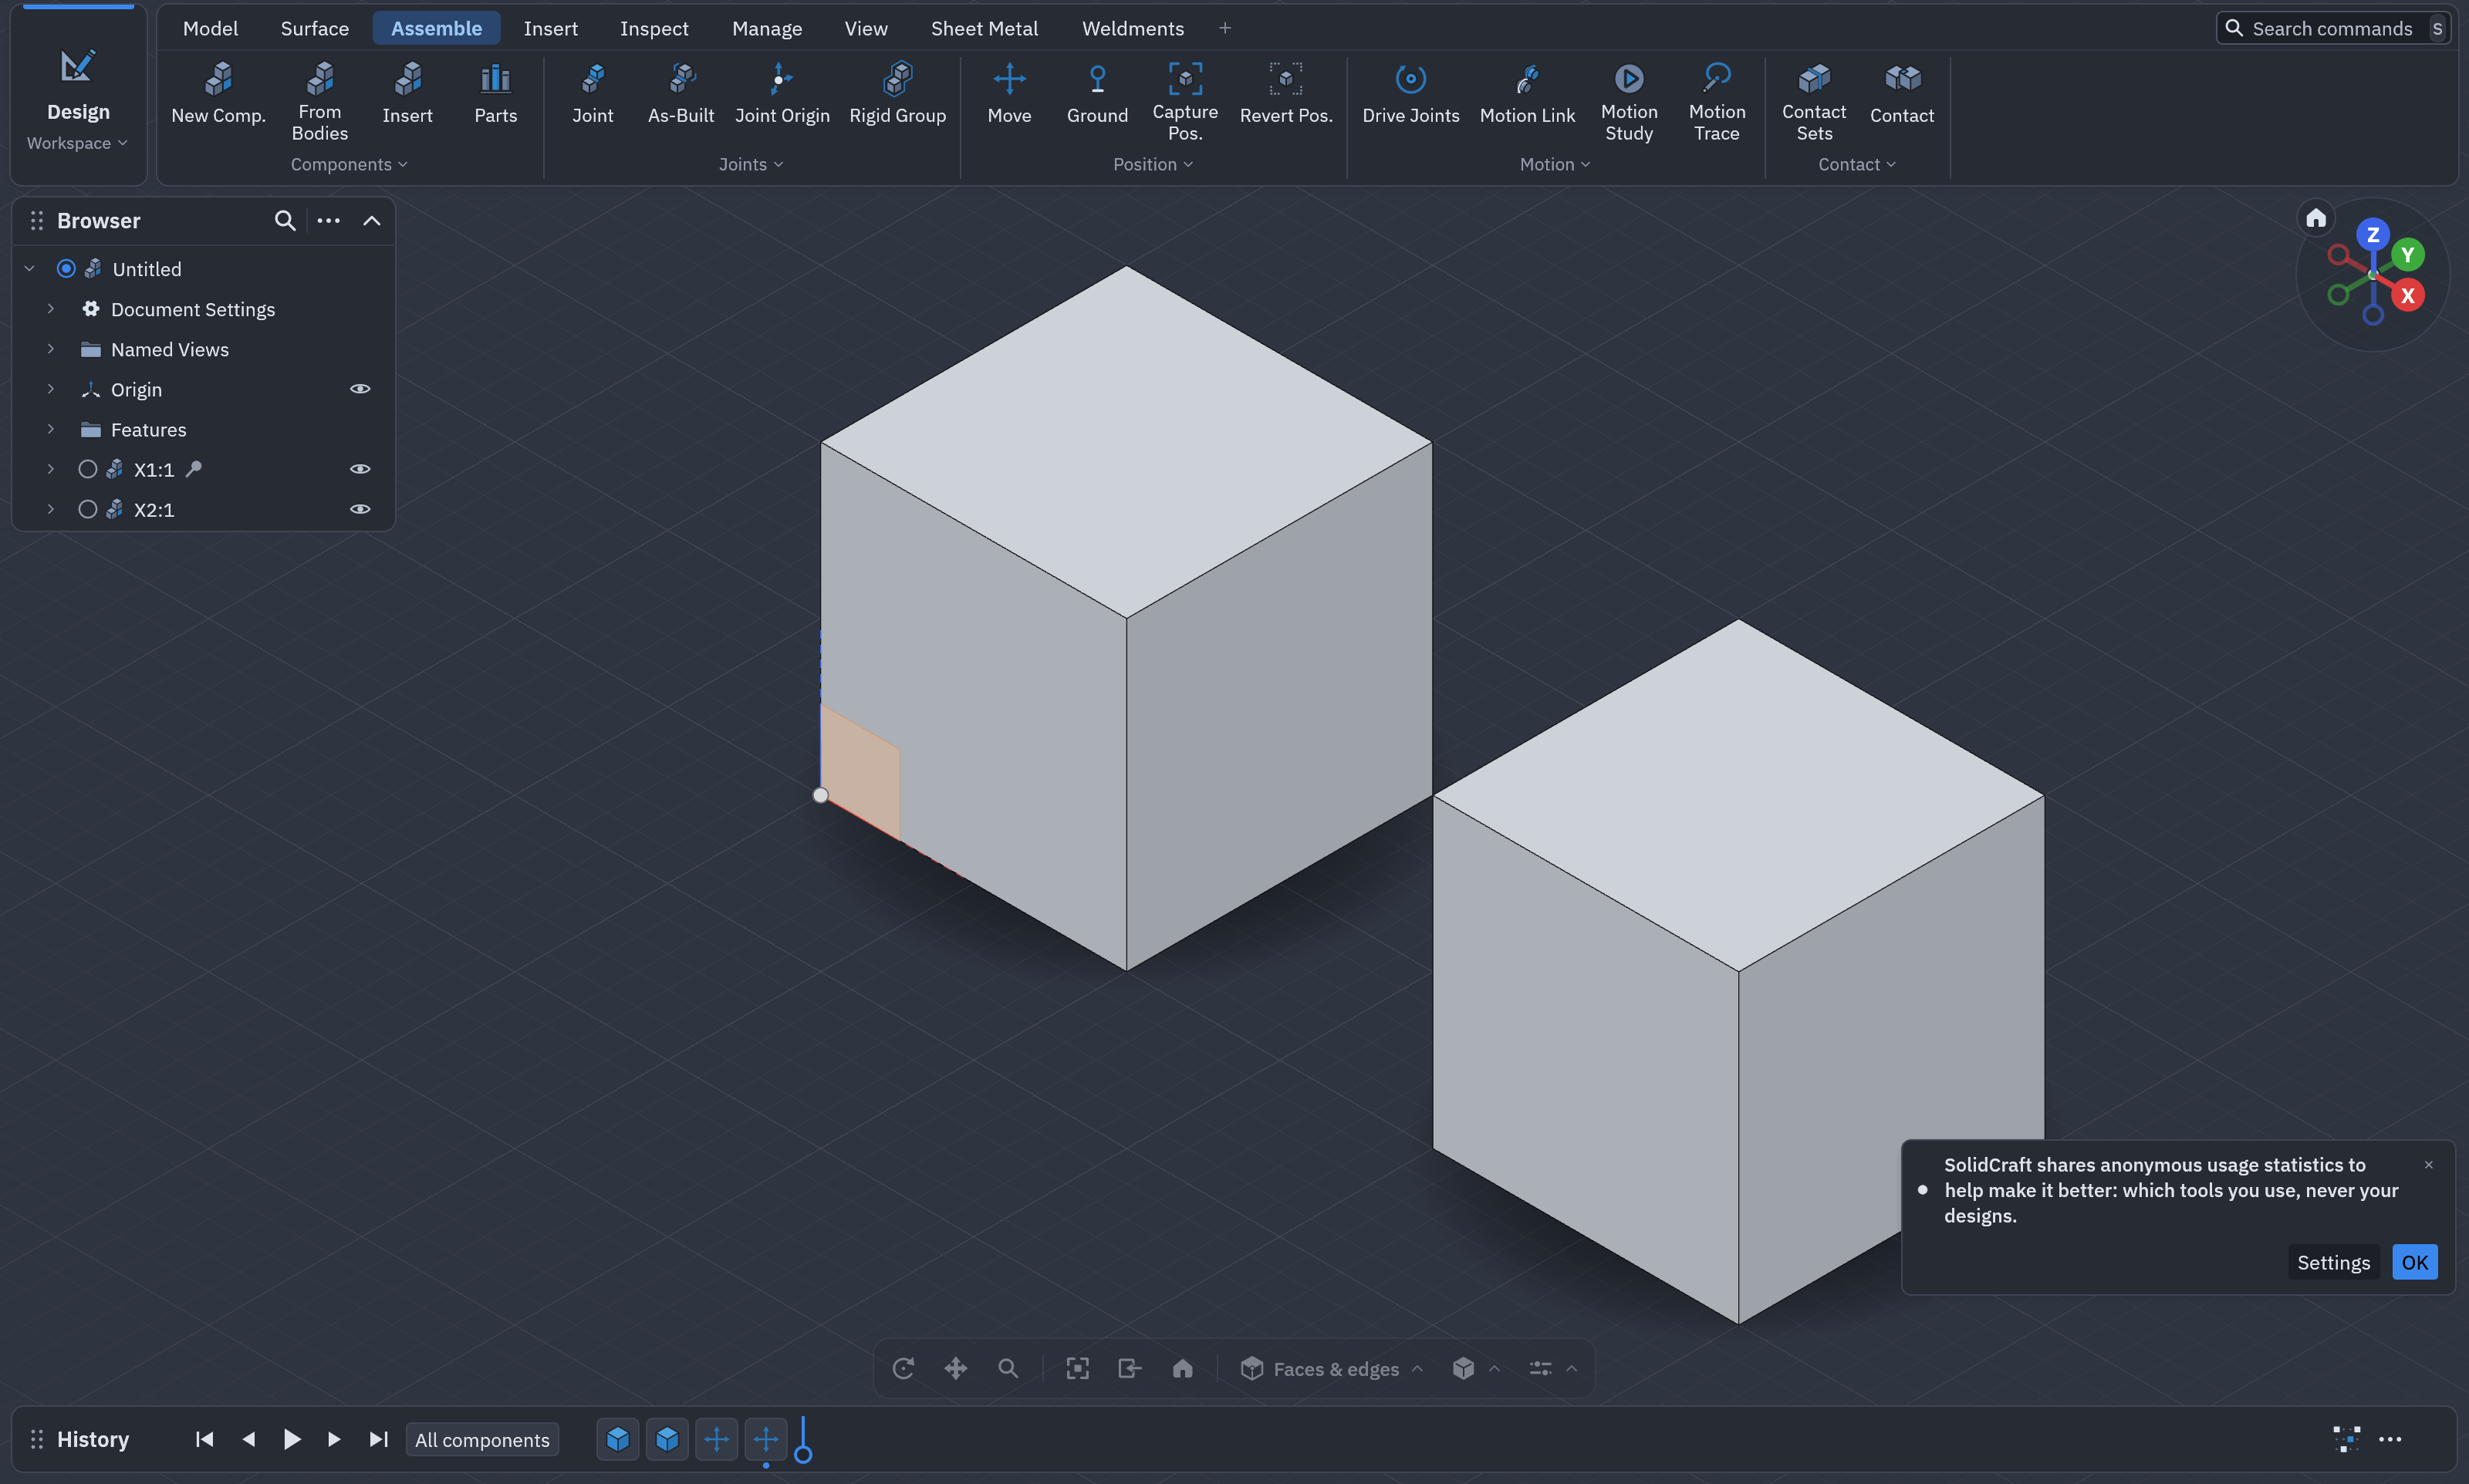 Model Surface Assemble Insert Inspect Manage View Sheet Metal Weldments + Search commands S
Design
Workspace
New Comp. From Bodies Insert Parts
Components
Joint As-Built Joint Origin Rigid Group
Joints
Move Ground Capture Pos. Revert Pos.
Position
Drive Joints Motion Link Motion Study Motion Trace
Motion
Contact Sets Contact
Contact
Browser
Untitled
Document Settings
Named Views
Origin
Features
X1:1
X2:1
Z
Y
X
SolidCraft shares anonymous usage statistics to
help make it better: which tools you use, never your
designs.
Settings OK
Faces & edges
History All components